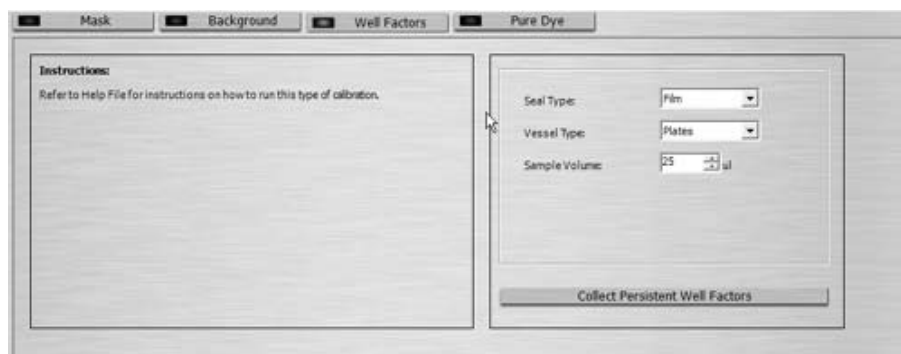 Mask Background Well Factors Pure Dye
Instructions:
Refer to Help File for instructions on how to run this type of calibration.
Seal Type: Film
Vessel Type: Plates
Sample Volume: 25 ul
Collect Persistent Well Factors